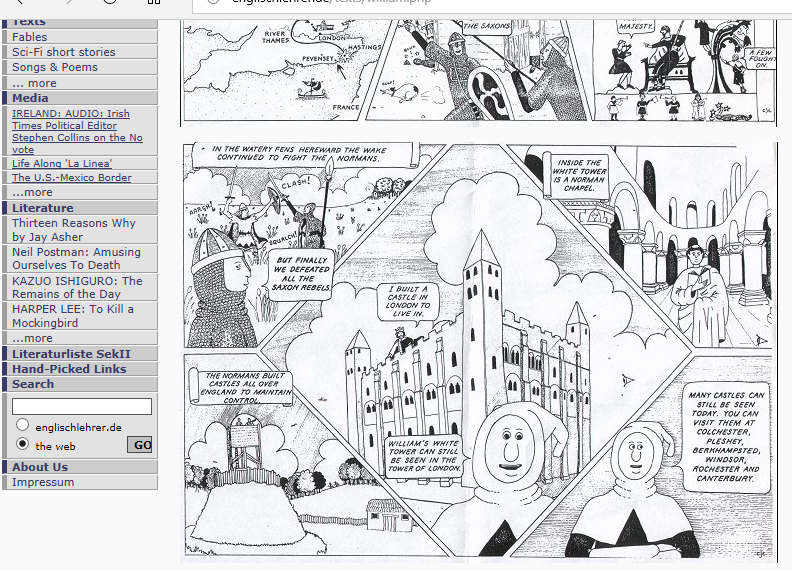 englischlehrer.de/texts/william.php
Texts
Fables
Sci-Fi short stories
Songs & Poems
... more
Media
IRELAND: AUDIO: Irish
Times Political Editor
Stephen Collins on the No
vote
Life Along 'La Linea'
The U.S.-Mexico Border
...more
Literature
Thirteen Reasons Why
by Jay Asher
Neil Postman: Amusing
Ourselves To Death
KAZUO ISHIGURO: The
Remains of the Day
HARPER LEE: To Kill a
Mockingbird
...more
Literaturliste SekII
Hand-Picked Links
Search
englischlehrer.de
the web
GO
About Us
Impressum
RIVER
THAMES
LONDON
HASTINGS
PEVENSEY
FRANCE
THE SAXONS.
MAJESTY.
A FEW
FOUGHT
ON.
IN THE WATERY FENS HEREWARD THE WAKE
CONTINUED TO FIGHT THE NORMANS.
CLASH!
AARGH!
SQUELCH!
BUT FINALLY
WE DEFEATED
ALL THE
SAXON REBELS.
INSIDE THE
WHITE TOWER
IS A NORMAN
CHAPEL.
I BUILT A
CASTLE IN
LONDON TO
LIVE IN.
THE NORMANS BUILT
CASTLES ALL OVER
ENGLAND TO MAINTAIN
CONTROL.
WILLIAM'S WHITE
TOWER CAN STILL
BE SEEN IN THE
TOWER OF LONDON.
MANY CASTLES CAN
STILL BE SEEN
TODAY. YOU CAN
VISIT THEM AT
COLCHESTER,
PLESHEY,
BERKHAMPSTED,
WINDSOR,
ROCHESTER AND
CANTERBURY.